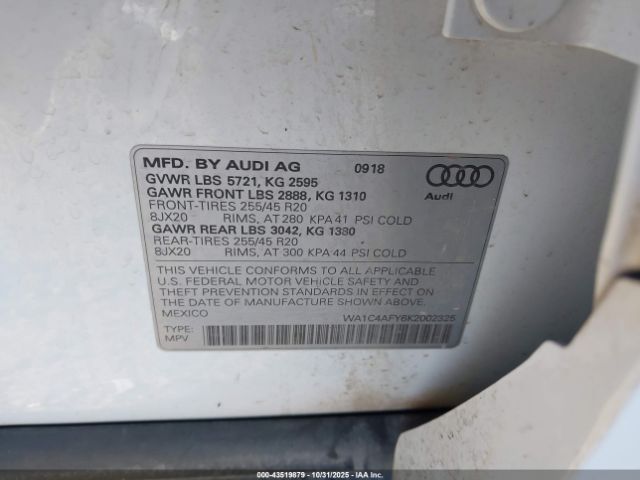 MFD. BY AUDI AG 0918
GVWR LBS 5721, KG 2595
GAWR FRONT LBS 2888, KG 1310
FRONT-TIRES 255/45 R20
8JX20 RIMS, AT 280 KPA 41 PSI COLD
GAWR REAR LBS 3042, KG 1380
REAR-TIRES 255/45 R20
8JX20 RIMS, AT 300 KPA 44 PSI COLD
Audi
THIS VEHICLE CONFORMS TO ALL APPLICABLE
U.S. FEDERAL MOTOR VEHICLE SAFETY AND
THEFT PREVENTION STANDARDS IN EFFECT ON
THE DATE OF MANUFACTURE SHOWN ABOVE.
MEXICO
WA1C4AFY6K2002325
TYPE:
MPV
000-43519879 - 10/31/2025 - IAA Inc. Copyright